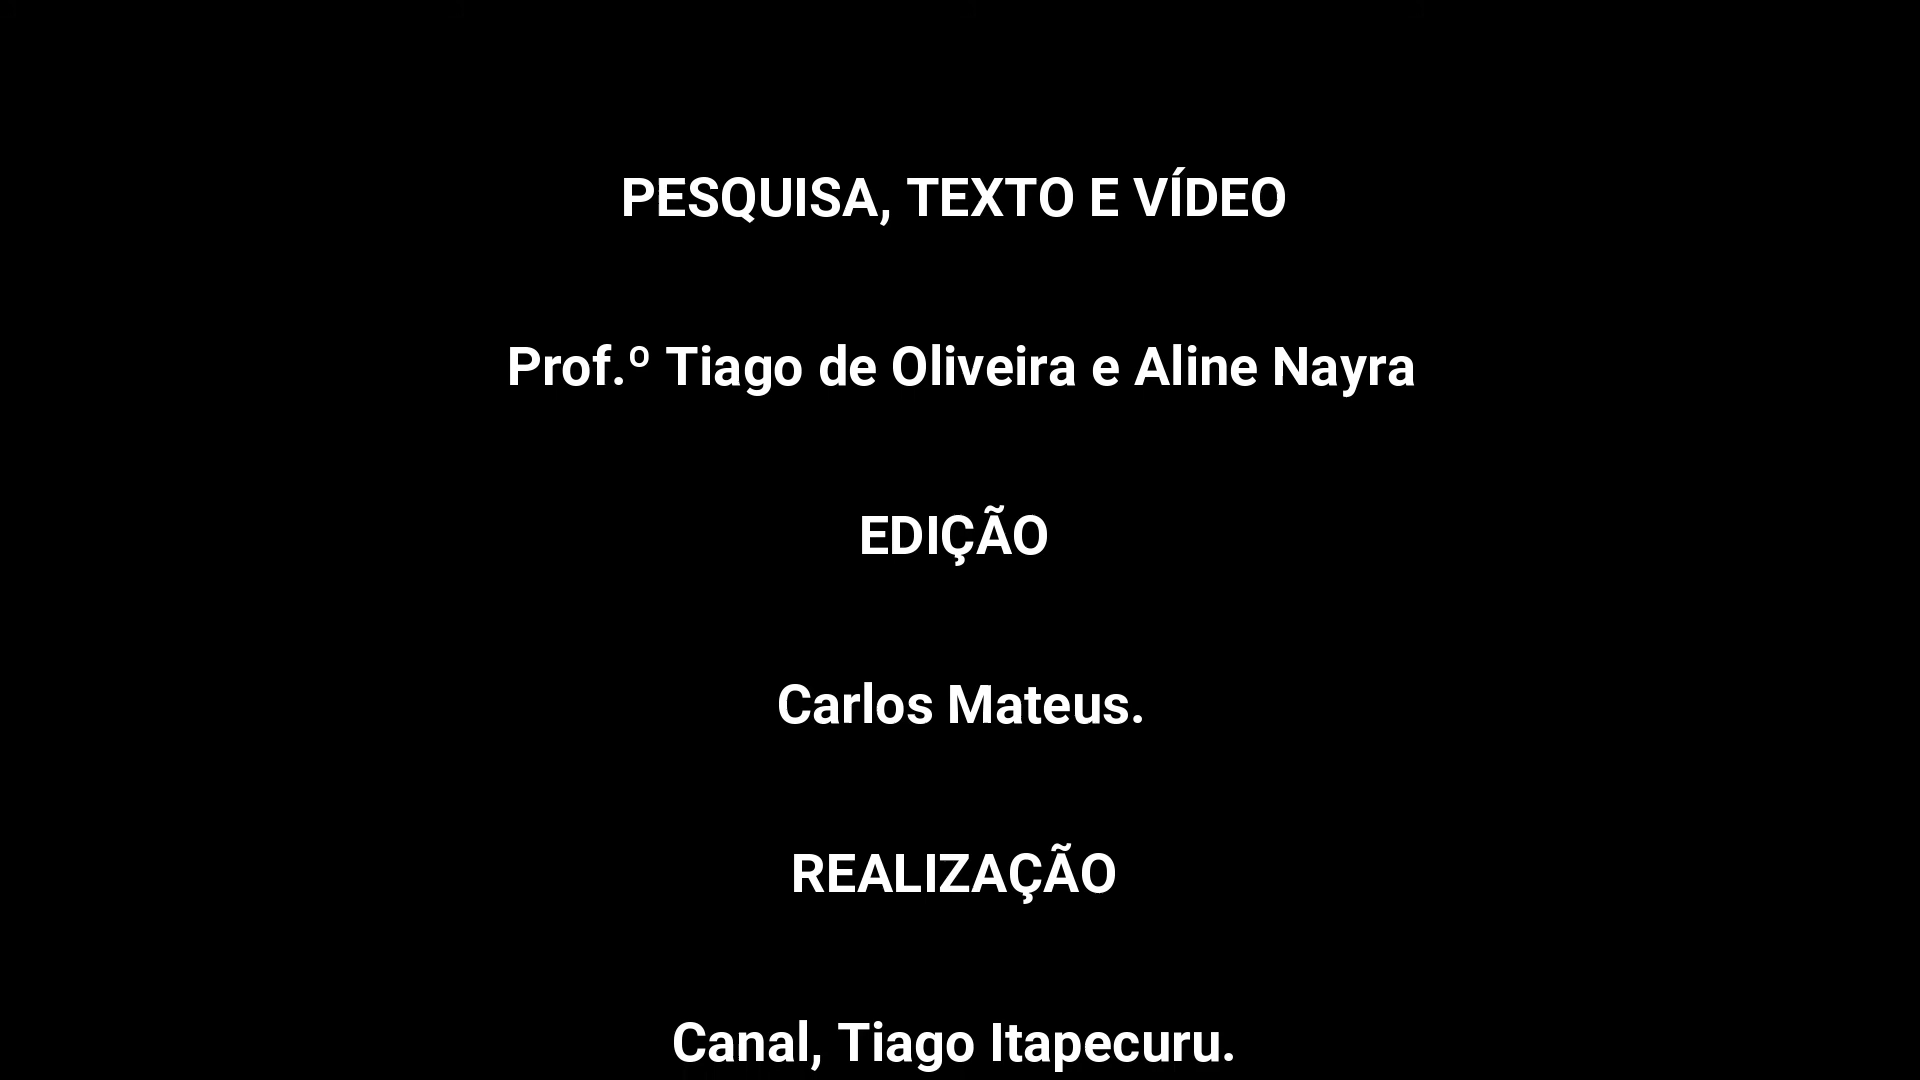 PESQUISA, TEXTO E VÍDEO
Prof.º Tiago de Oliveira e Aline Nayra
EDIÇÃO
Carlos Mateus.
REALIZAÇÃO
Canal, Tiago Itapecuru.